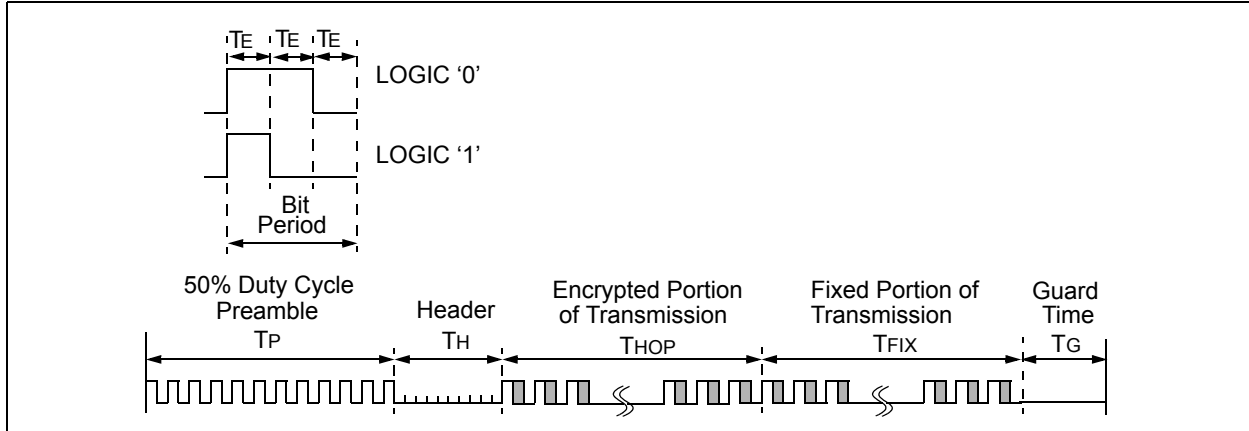 TE TE TE
LOGIC ‘0’
LOGIC ‘1’
Bit
Period
50% Duty Cycle
Preamble
TP
Header
TH
Encrypted Portion
of Transmission
THOP
Fixed Portion of
Transmission
TFIX
Guard
Time
TG